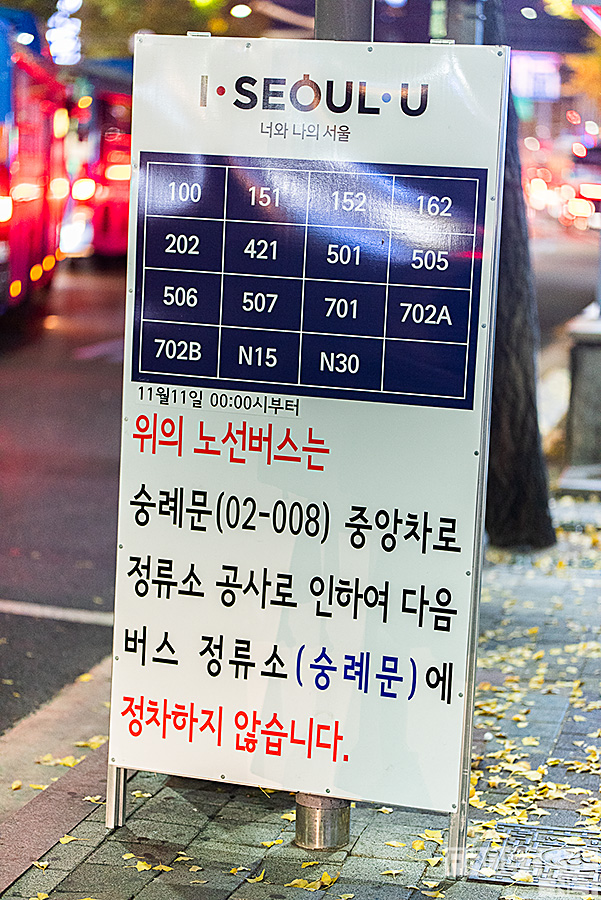 I·SEOUL·U
너와 나의 서울
100 151 152 162
202 421 501 505
506 507 701 702A
702B N15 N30
11월11일 00:00시부터
위의 노선버스는
숭례문(02-008) 중앙차로
정류소 공사로 인하여 다음
버스 정류소(숭례문)에
정차하지 않습니다.